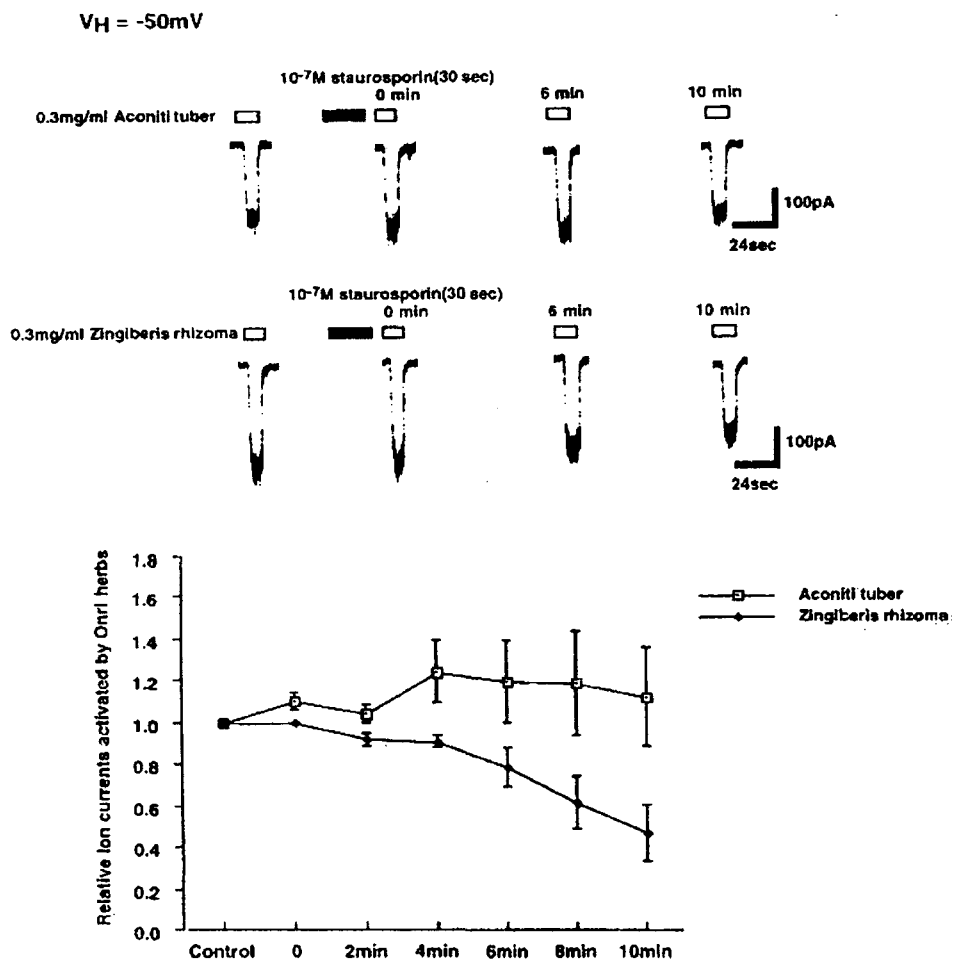 VH = -50mV
10-7M staurosporin(30 sec)
0 min
6 min
10 min
0.3mg/ml Aconiti tuber
100pA
24sec
10-7M staurosporin(30 sec)
0 min
6 min
10 min
0.3mg/ml Zingiberis rhizoma
100pA
24sec
Relative Ion currents activated by Onri herbs
1.8
1.6
1.4
1.2
1.0
0.8
0.6
0.4
0.2
0.0
Control
0
2min
4min
6min
8min
10min
Aconiti tuber
Zingiberis rhizoma